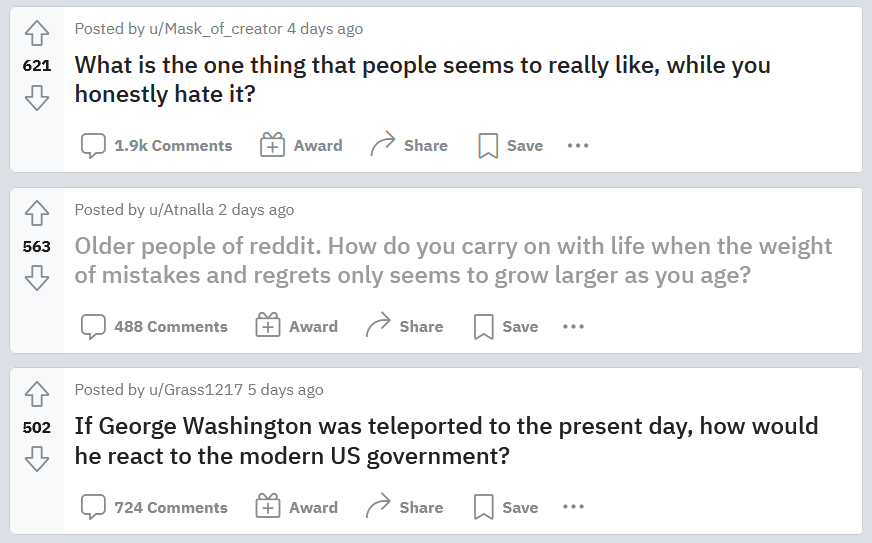 Posted by u/Mask_of_creator 4 days ago
621
What is the one thing that people seems to really like, while you
honestly hate it?
1.9k Comments Award Share Save
Posted by u/Atnalla 2 days ago
563
Older people of reddit. How do you carry on with life when the weight
of mistakes and regrets only seems to grow larger as you age?
488 Comments Award Share Save
Posted by u/Grass1217 5 days ago
502
If George Washington was teleported to the present day, how would
he react to the modern US government?
724 Comments Award Share Save